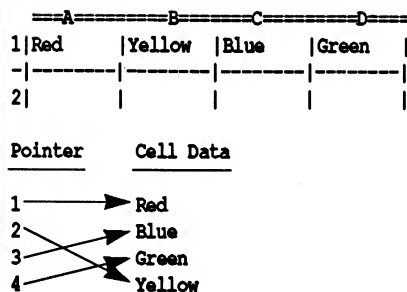 ===A=========B=======C=========D====
1|Red |Yellow |Blue |Green |
-|---------|---------|---------|---------|
2| | | | |
Pointer Cell Data
1 Red
2 Blue
3 Green
4 Yellow